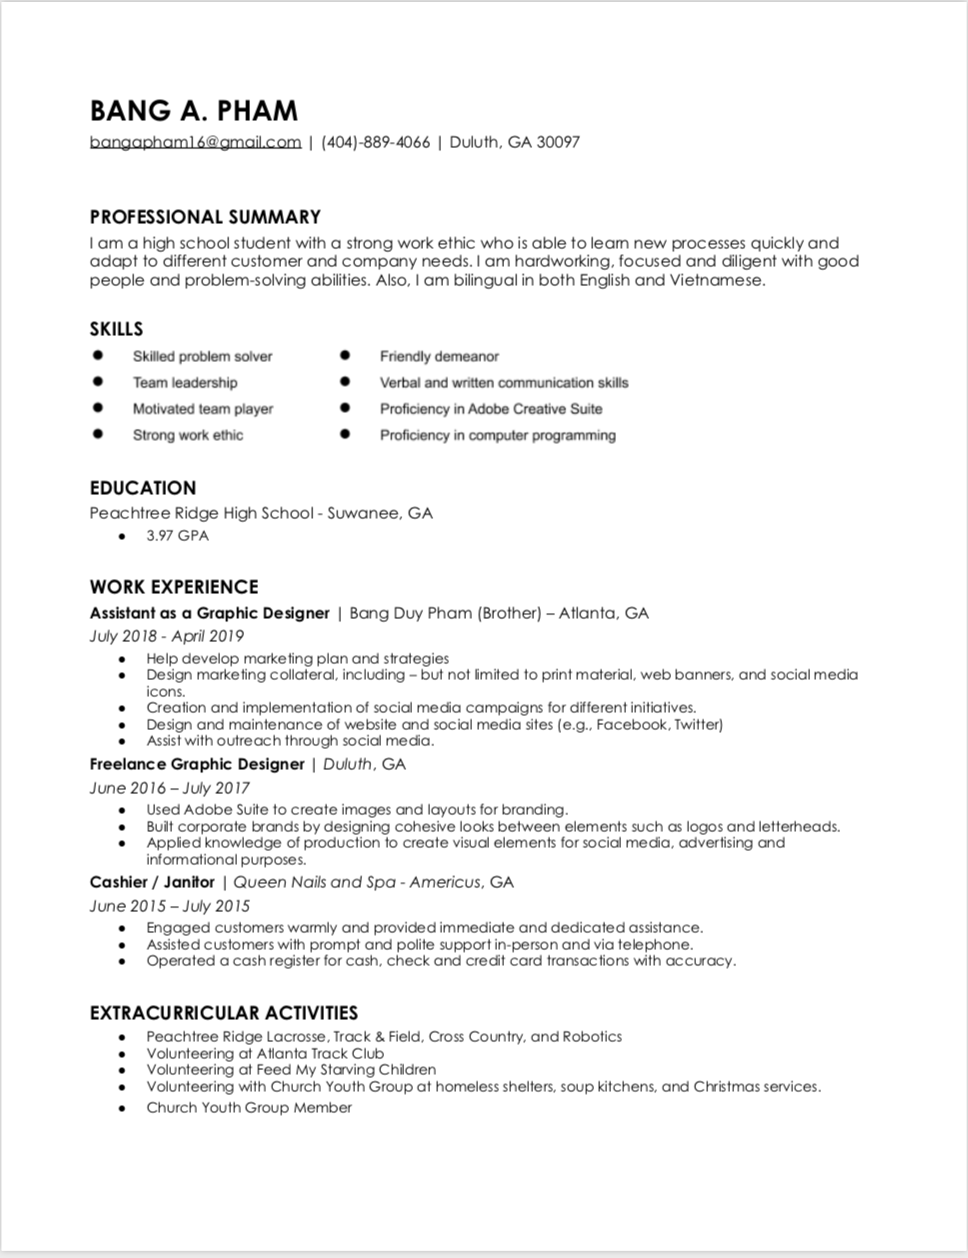 BANG A. PHAM
bangapham16@gmail.com | (404)-889-4066 | Duluth, GA 30097
PROFESSIONAL SUMMARY
I am a high school student with a strong work ethic who is able to learn new processes quickly and
adapt to different customer and company needs. I am hardworking, focused and diligent with good
people and problem-solving abilities. Also, I am bilingual in both English and Vietnamese.
SKILLS
● Skilled problem solver
● Team leadership
● Motivated team player
● Strong work ethic
● Friendly demeanor
● Verbal and written communication skills
● Proficiency in Adobe Creative Suite
● Proficiency in computer programming
EDUCATION
Peachtree Ridge High School - Suwanee, GA
● 3.97 GPA
WORK EXPERIENCE
Assistant as a Graphic Designer | Bang Duy Pham (Brother) – Atlanta, GA
July 2018 - April 2019
● Help develop marketing plan and strategies
● Design marketing collateral, including – but not limited to print material, web banners, and social media
icons.
● Creation and implementation of social media campaigns for different initiatives.
● Design and maintenance of website and social media sites (e.g., Facebook, Twitter)
● Assist with outreach through social media.
Freelance Graphic Designer | Duluth, GA
June 2016 – July 2017
● Used Adobe Suite to create images and layouts for branding.
● Built corporate brands by designing cohesive looks between elements such as logos and letterheads.
● Applied knowledge of production to create visual elements for social media, advertising and
informational purposes.
Cashier / Janitor | Queen Nails and Spa - Americus, GA
June 2015 – July 2015
● Engaged customers warmly and provided immediate and dedicated assistance.
● Assisted customers with prompt and polite support in-person and via telephone.
● Operated a cash register for cash, check and credit card transactions with accuracy.
EXTRACURRICULAR ACTIVITIES
● Peachtree Ridge Lacrosse, Track & Field, Cross Country, and Robotics
● Volunteering at Atlanta Track Club
● Volunteering at Feed My Starving Children
● Volunteering with Church Youth Group at homeless shelters, soup kitchens, and Christmas services.
● Church Youth Group Member